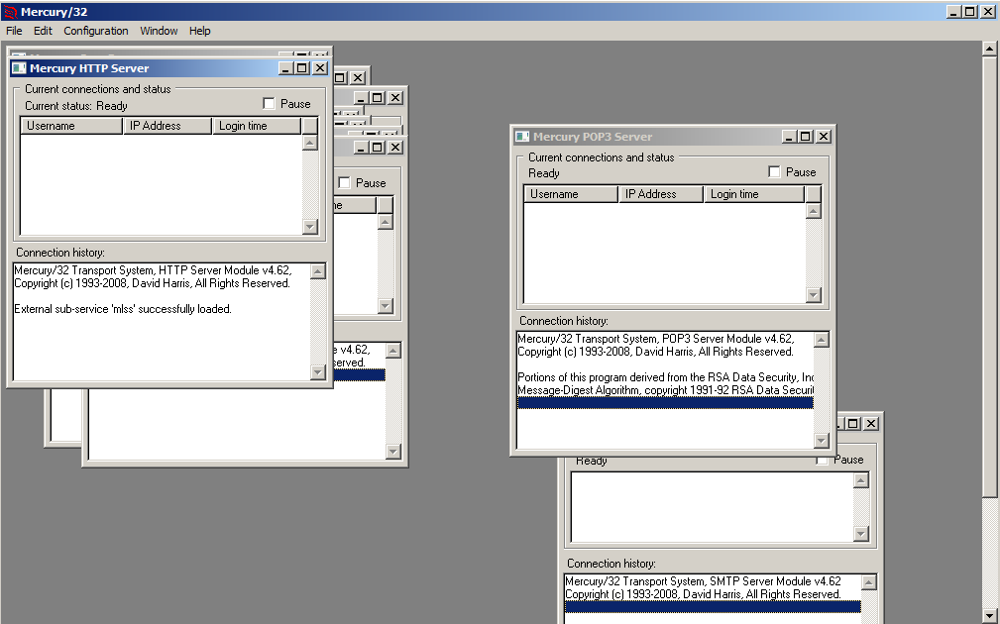 Mercury/32
File Edit Configuration Window Help
Mercury HTTP Server
Current connections and status
Current status: Ready
Pause
Username IP Address Login time
Connection history:
Mercury/32 Transport System, HTTP Server Module v4.62,
Copyright (c) 1993-2008, David Harris, All Rights Reserved.
External sub-service 'mlss' successfully loaded.
Pause
me
e v4.62,
served.
Mercury POP3 Server
Current connections and status
Ready
Pause
Username IP Address Login time
Connection history:
Mercury/32 Transport System, POP3 Server Module v4.62,
Copyright (c) 1993-2008, David Harris, All Rights Reserved.
Portions of this program derived from the RSA Data Security, Inc
Message-Digest Algorithm, copyright 1991-92 RSA Data Securit
Ready
Pause
Connection history:
Mercury/32 Transport System, SMTP Server Module v4.62
Copyright (c) 1993-2008, David Harris, All Rights Reserved.